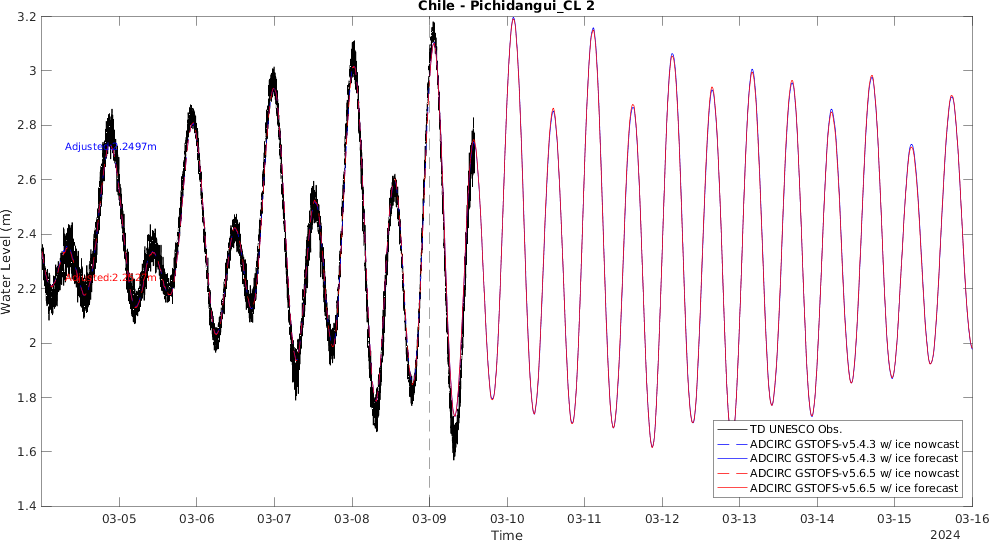 Chile - Pichidangui_CL 2
3.2
3
2.8
2.6
2.4
2.2
2
1.8
1.6
1.4
Water Level (m)
03-05
03-06
03-07
03-08
03-09
03-10
03-11
03-12
03-13
03-14
03-15
03-16
Time
2024
TD UNESCO Obs.
ADCIRC GSTOFS-v5.4.3 w/ ice nowcast
ADCIRC GSTOFS-v5.4.3 w/ ice forecast
ADCIRC GSTOFS-v5.6.5 w/ ice nowcast
ADCIRC GSTOFS-v5.6.5 w/ ice forecast